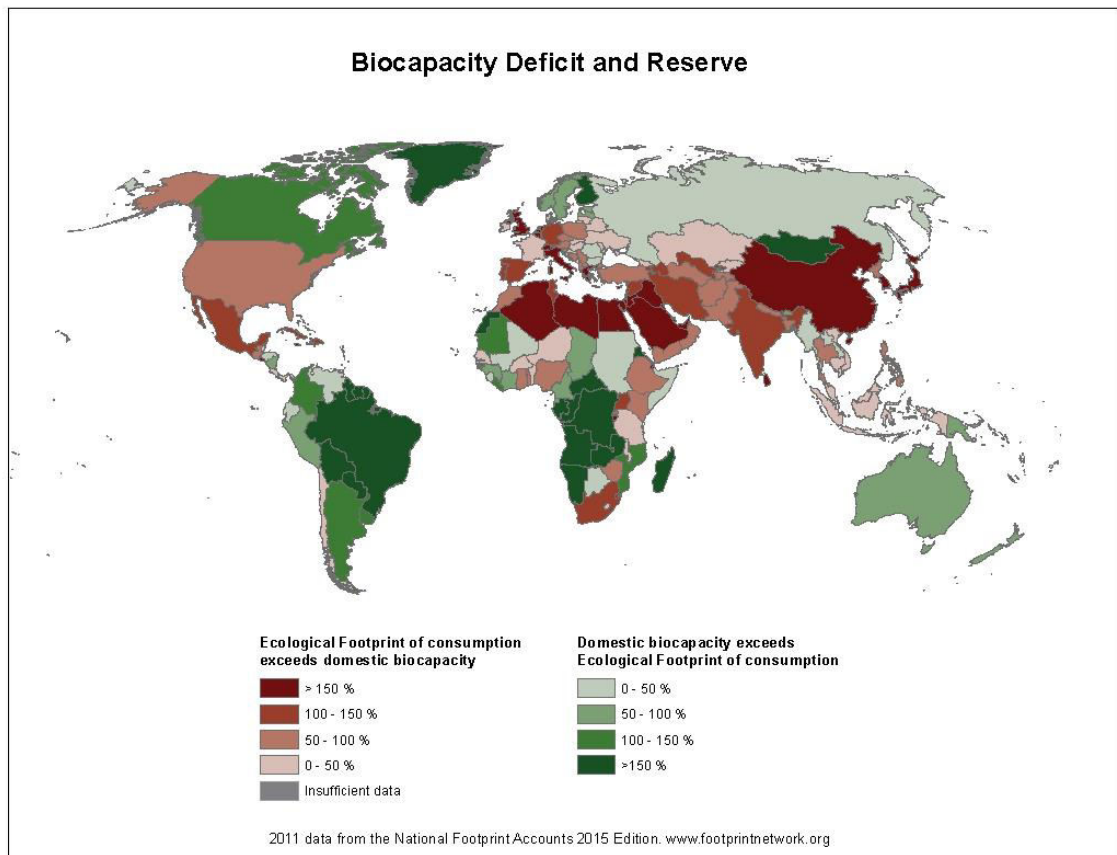 Biocapacity Deficit and Reserve
Ecological Footprint of consumption
exceeds domestic biocapacity
> 150 %
100 - 150 %
50 - 100 %
0 - 50 %
Insufficient data
Domestic biocapacity exceeds
Ecological Footprint of consumption
0 - 50 %
50 - 100 %
100 - 150 %
>150 %
2011 data from the National Footprint Accounts 2015 Edition. www.footprintnetwork.org